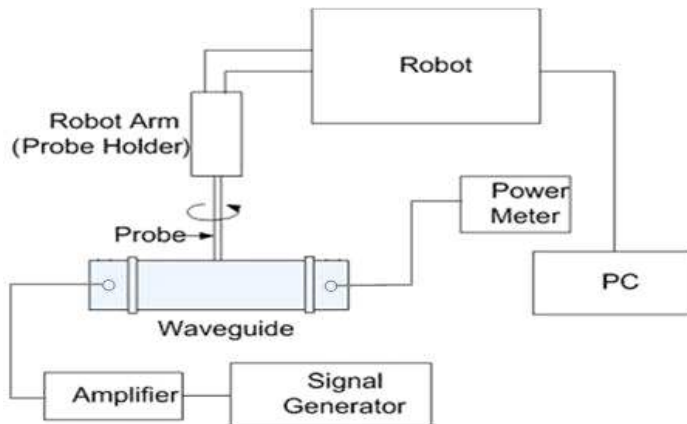 Robot
Robot Arm
(Probe Holder)
Power
Meter
Probe
PC
Waveguide
Amplifier
Signal
Generator